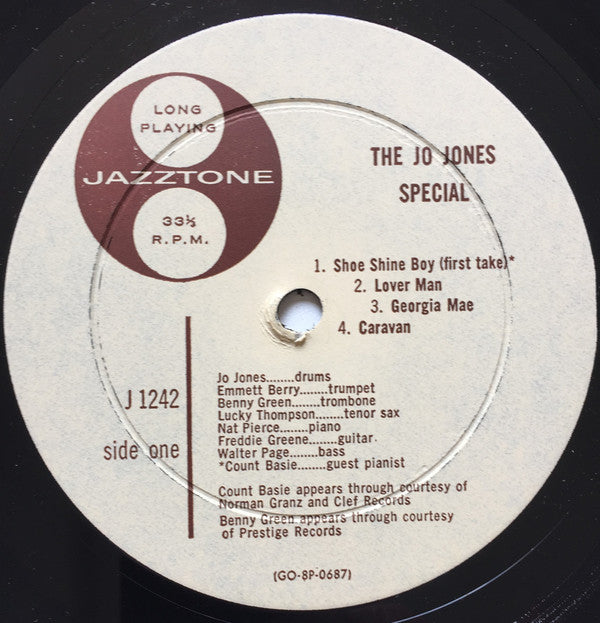 LONG
PLAYING
JAZZTONE
33⅓
R.P.M.
THE JO JONES
SPECIAL
1. Shoe Shine Boy (first take)*
2. Lover Man
3. Georgia Mae
4. Caravan
J 1242
side one
Jo Jones........drums
Emmett Berry........trumpet
Benny Green........trombone
Lucky Thompson........tenor sax
Nat Pierce........piano
Freddie Greene........guitar.
Walter Page........bass
*Count Basie........guest pianist
Count Basie appears through courtesy of
Norman Granz and Clef Records
Benny Green appears through courtesy
of Prestige Records
(GO-8P-0687)